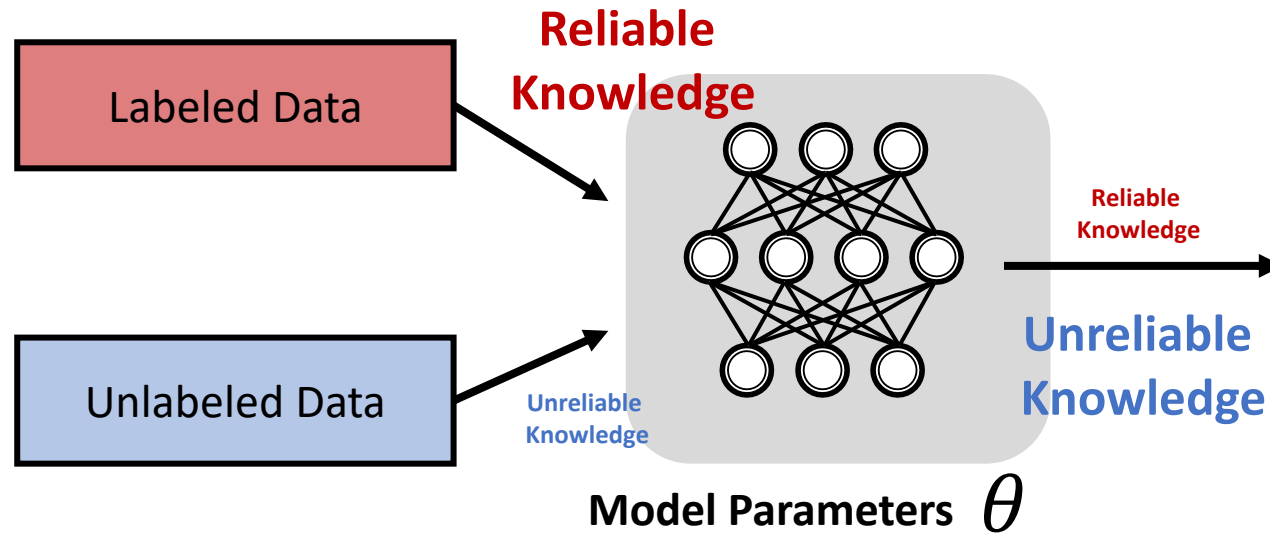 Labeled Data
Reliable
Knowledge
Reliable
Knowledge
Unlabeled Data
Unreliable
Knowledge
Unreliable
Knowledge
Model Parameters θ